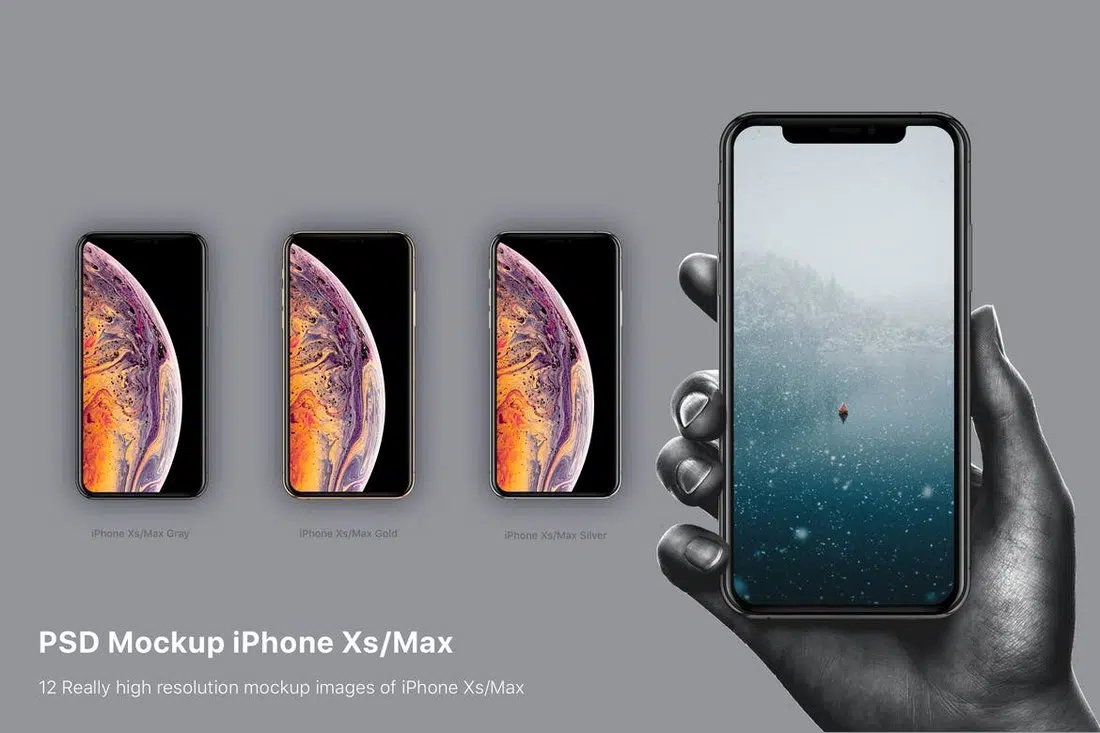 iPhone Xs/Max Gray
iPhone Xs/Max Gold
iPhone Xs/Max Silver
PSD Mockup iPhone Xs/Max
12 Really high resolution mockup images of iPhone Xs/Max